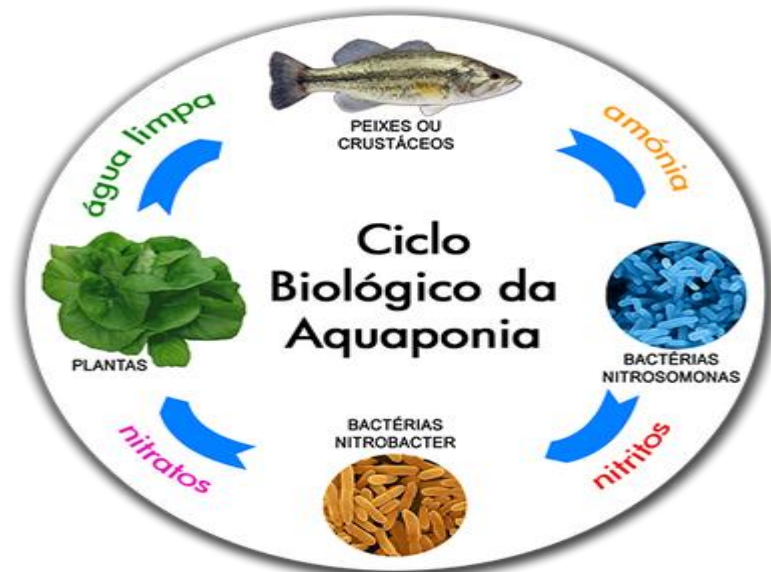 água limpa
PEIXES OU
CRUSTÁCEOS
amónia
Ciclo
Biológico da
Aquaponia
PLANTAS
BACTÉRIAS
NITROSOMONAS
nitratos
BACTÉRIAS
NITROBACTER
nitritos